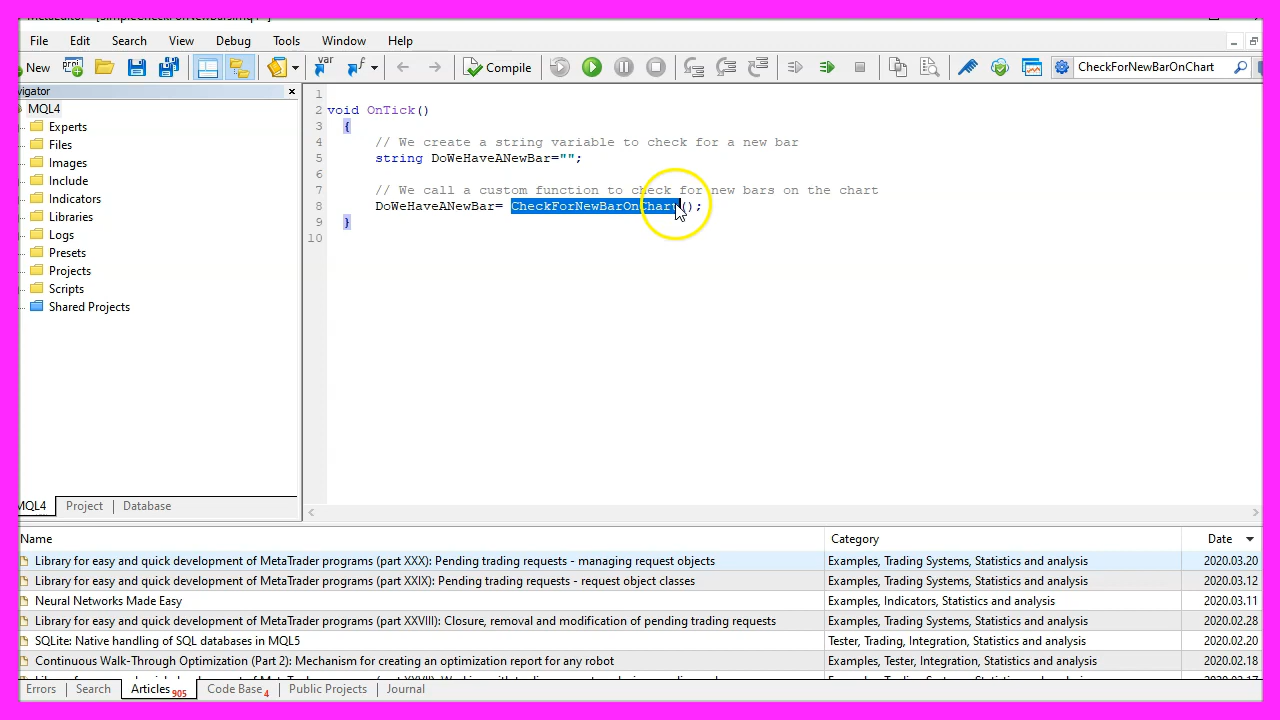 File Edit Search View Debug Tools Window Help
New Compile CheckForNewBarOnChart
MQL4
Experts
Files
Images
Include
Indicators
Libraries
Logs
Presets
Projects
Scripts
Shared Projects
MQL4 Project Database
1
2 void OnTick()
3 {
4 // We create a string variable to check for a new bar
5 string DoWeHaveANewBar="";
6
7 // We call a custom function to check for new bars on the chart
8 DoWeHaveANewBar= CheckForNewBarOnChart();
9 }
10
Name Category Date
Library for easy and quick development of MetaTrader programs (part XXX): Pending trading requests - managing request objects Examples, Trading Systems, Statistics and analysis 2020.03.20
Library for easy and quick development of MetaTrader programs (part XXIX): Pending trading requests - request object classes Examples, Trading Systems, Statistics and analysis 2020.03.12
Neural Networks Made Easy Examples, Indicators, Statistics and analysis 2020.03.11
Library for easy and quick development of MetaTrader programs (part XXVIII): Closure, removal and modification of pending trading requests Examples, Trading Systems, Statistics and analysis 2020.02.28
SQLite: Native handling of SQL databases in MQL5 Tester, Trading, Integration, Statistics and analysis 2020.02.20
Continuous Walk-Through Optimization (Part 2): Mechanism for creating an optimization report for any robot Examples, Tester, Integration, Statistics and analysis 2020.02.18
Errors Search Articles 905 Code Base 4 Public Projects Journal